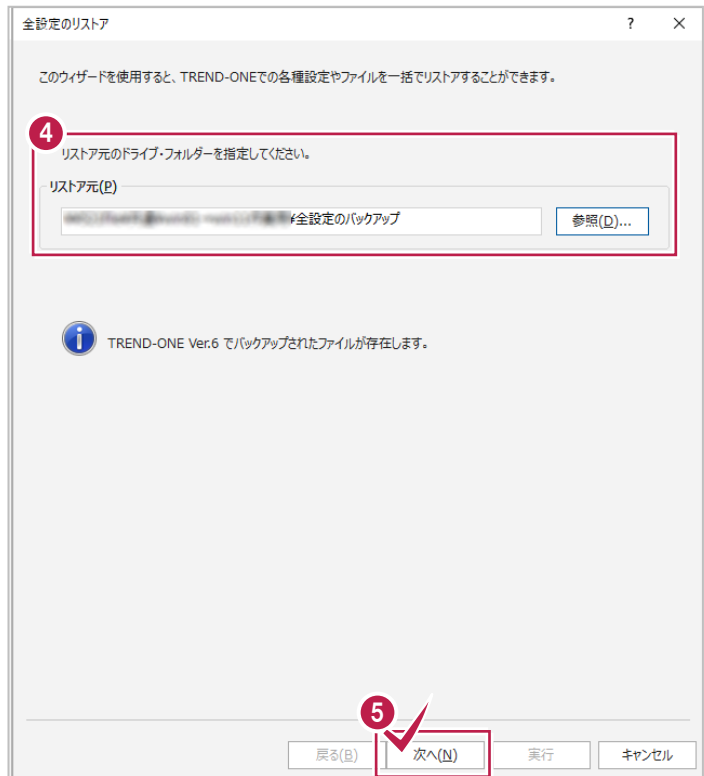 全設定のリストア ? ×
このウィザードを使用すると、TREND-ONEでの各種設定やファイルを一括でリストアすることができます。
4
リストア元のドライブ・フォルダーを指定してください。
リストア元(P)
¥全設定のバックアップ 参照(D)...
i TREND-ONE Ver.6 でバックアップされたファイルが存在します。
5
戻る(B) 次へ(N) 実行 キャンセル